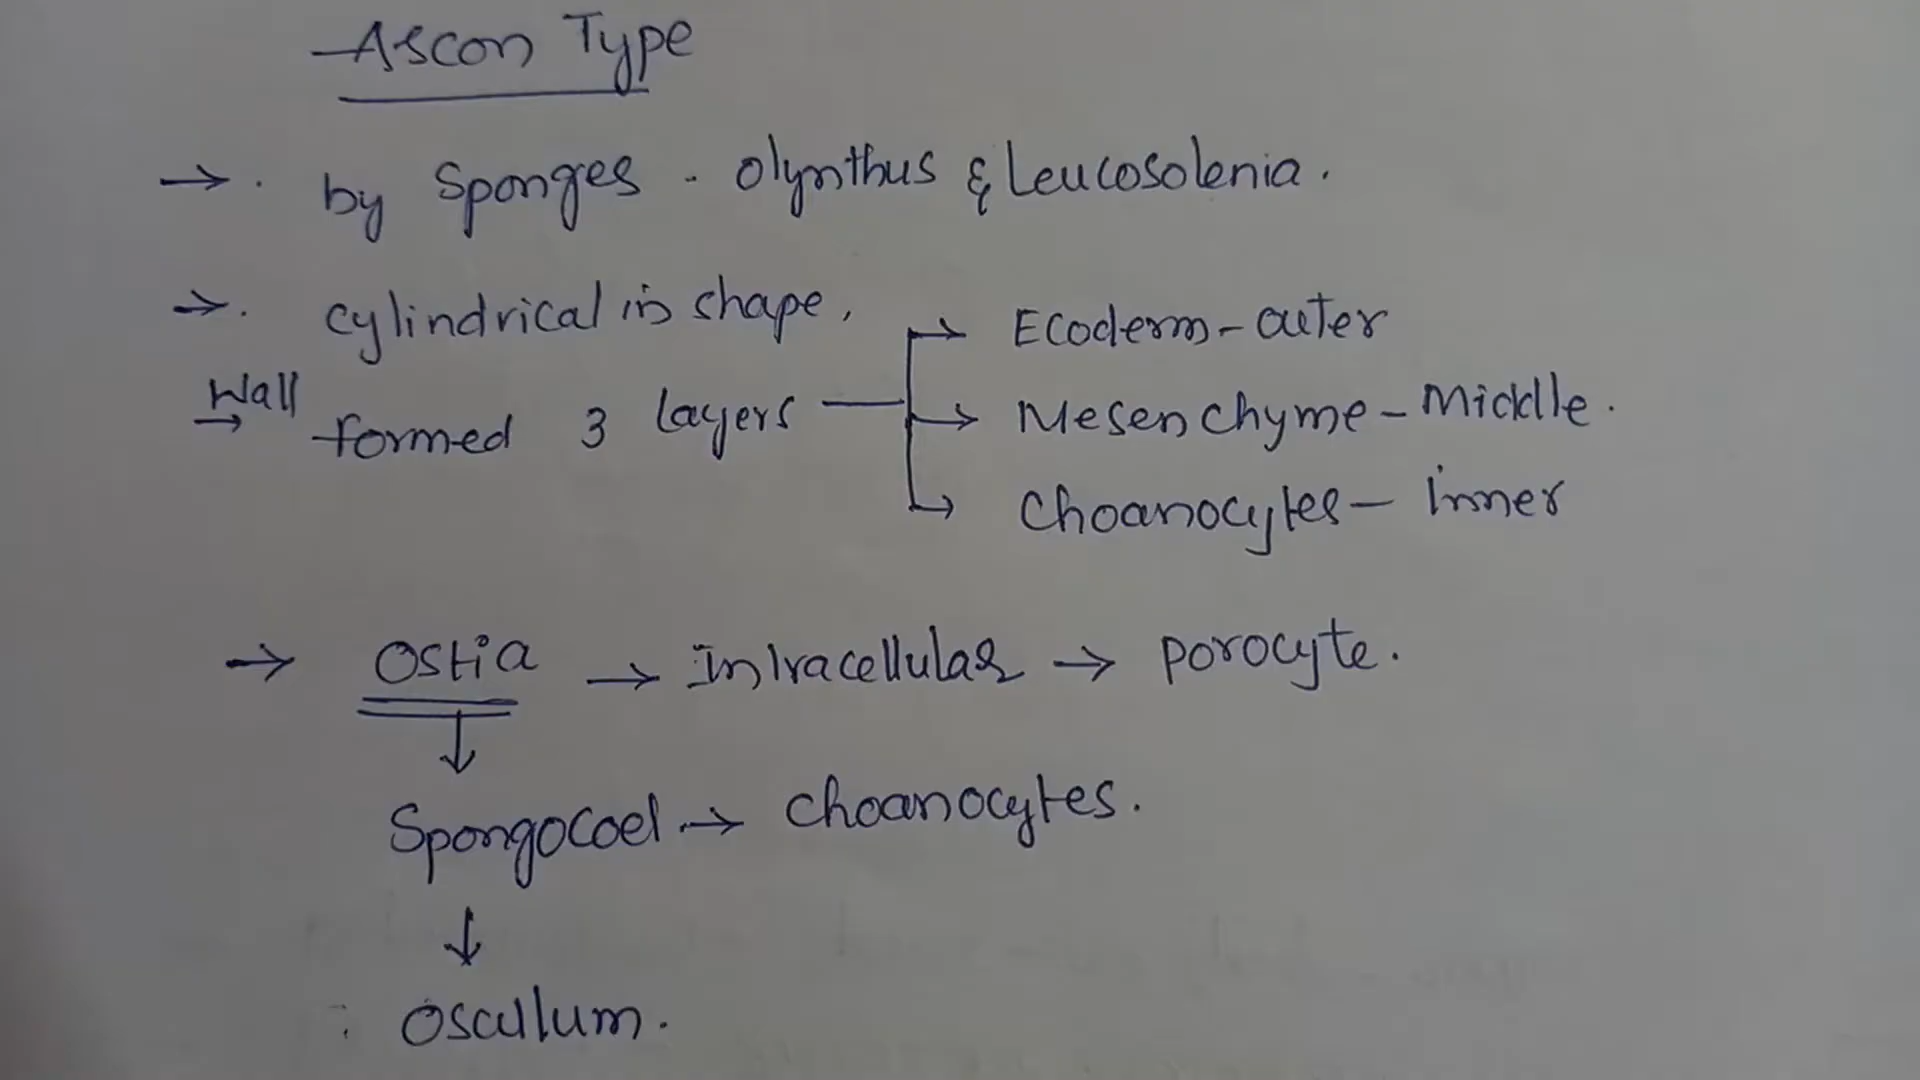 Ascon Type
→. by Sponges - Olynthus & Leucosolenia.
→. Cylindrical in shape,
→ Wall formed 3 layers → Ecoderm - outer
→ Mesenchyme - Middle.
→ Choanocytes - inner
→ Ostia → Intracellular → porocyte.
↓
Spongocoel → Choanocytes.
↓
Osculum.